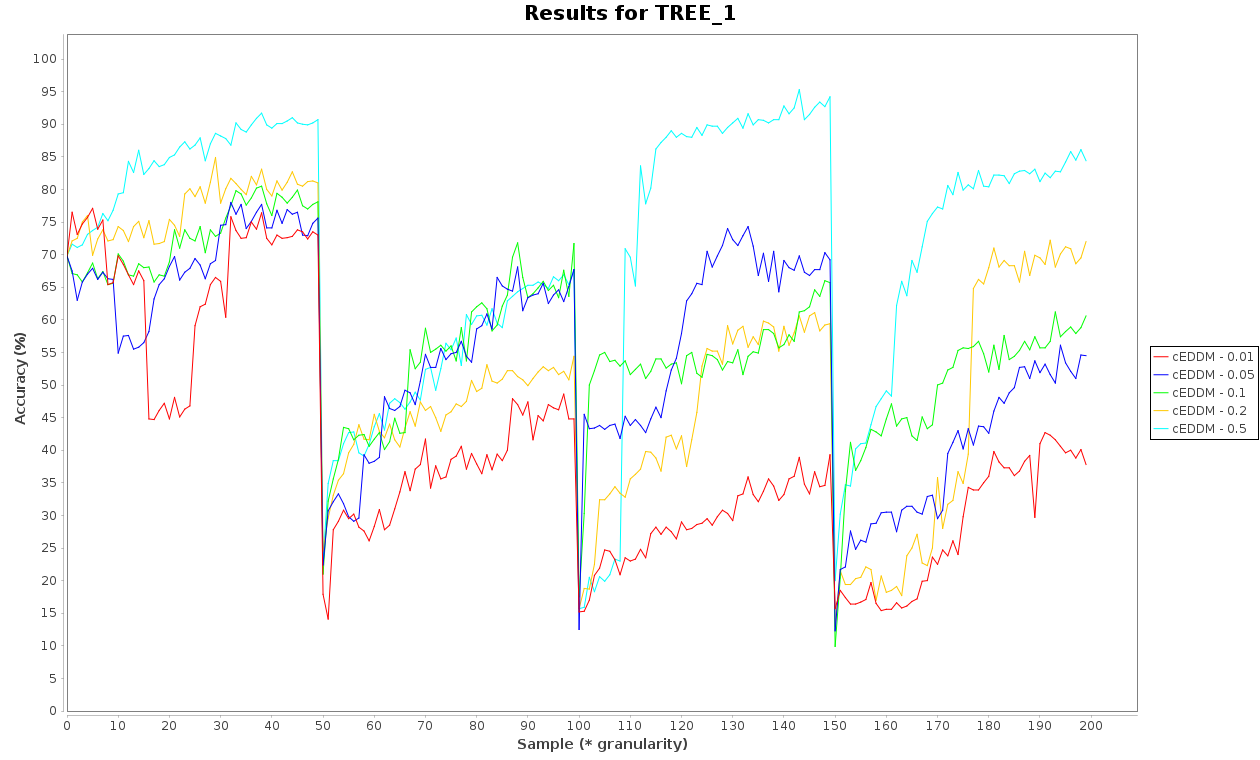 Results for TREE_1
Accuracy (%)
100
95
90
85
80
75
70
65
60
55
50
45
40
35
30
25
20
15
10
5
0
0 10 20 30 40 50 60 70 80 90 100 110 120 130 140 150 160 170 180 190 200
Sample (* granularity)
cEDDM - 0.01
cEDDM - 0.05
cEDDM - 0.1
cEDDM - 0.2
cEDDM - 0.5